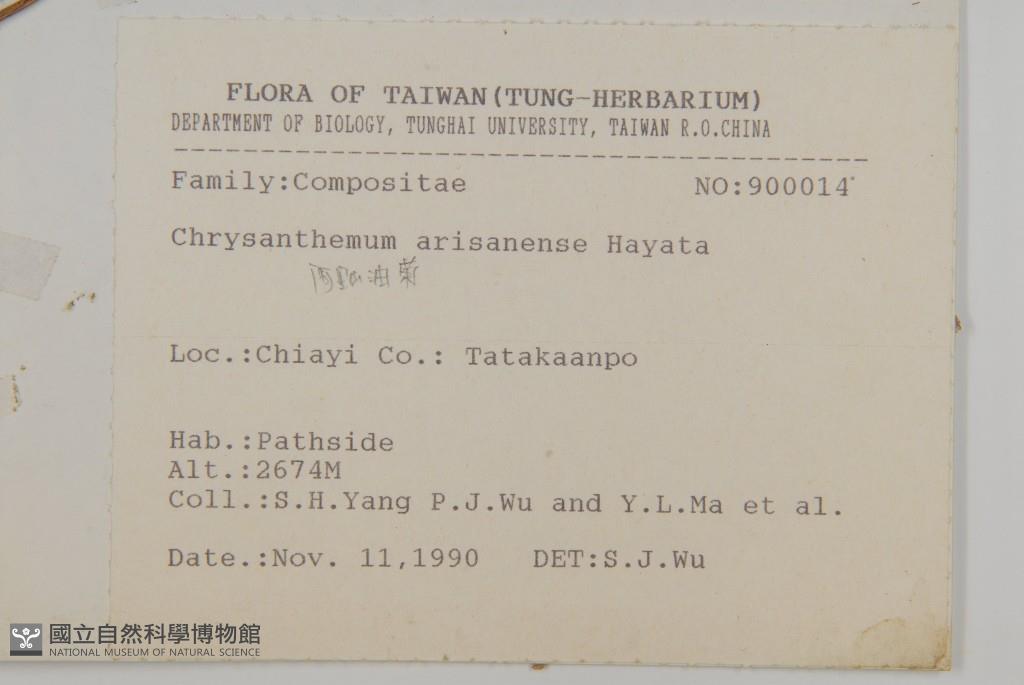 FLORA OF TAIWAN(TUNG-HERBARIUM)
DEPARTMENT OF BIOLOGY, TUNGHAI UNIVERSITY, TAIWAN R.O.CHINA
----------------------------------------
Family:Compositae NO:900014
Chrysanthemum arisanense Hayata
阿里山油菊
Loc.:Chiayi Co.: Tatakaanpo
Hab.:Pathside
Alt.:2674M
Coll.:S.H.Yang P.J.Wu and Y.L.Ma et al.
Date.:Nov. 11,1990 DET:S.J.Wu
國立自然科學博物館
NATIONAL MUSEUM OF NATURAL SCIENCE